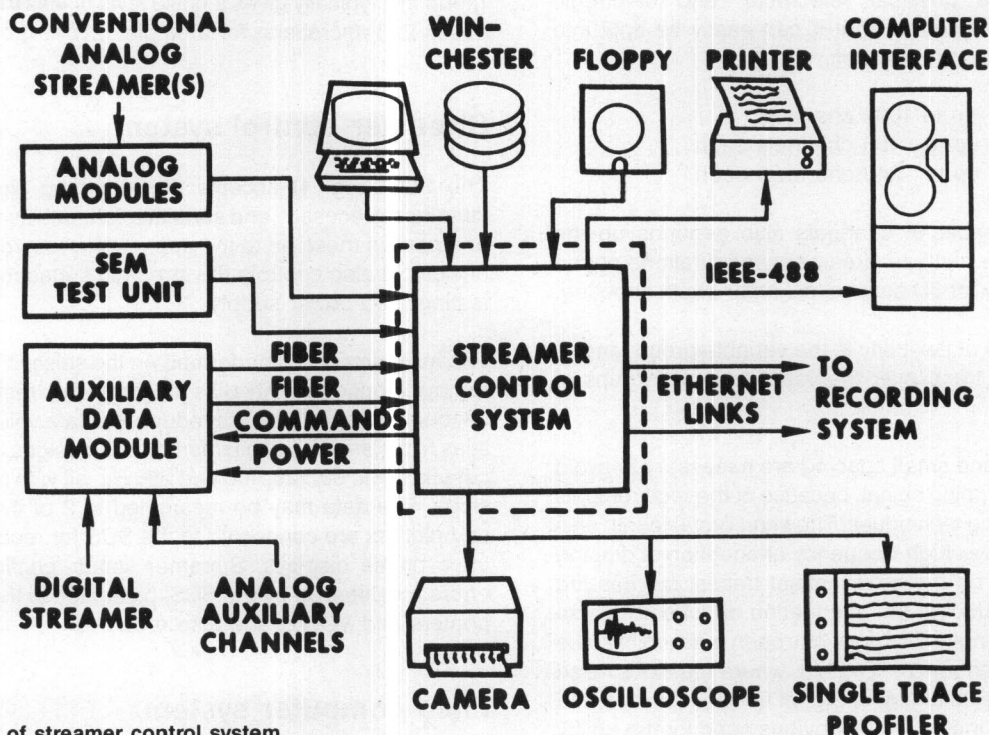 CONVENTIONAL
ANALOG
STREAMER(S)
WIN-
CHESTER
FLOPPY
PRINTER
COMPUTER
INTERFACE
ANALOG
MODULES
SEM
TEST UNIT
IEEE-488
AUXILIARY
DATA
MODULE
FIBER
FIBER
COMMANDS
POWER
STREAMER
CONTROL
SYSTEM
ETHERNET
LINKS
TO
RECORDING
SYSTEM
DIGITAL
STREAMER
ANALOG
AUXILIARY
CHANNELS
CAMERA
OSCILLOSCOPE
SINGLE TRACE
PROFILER
of streamer control system